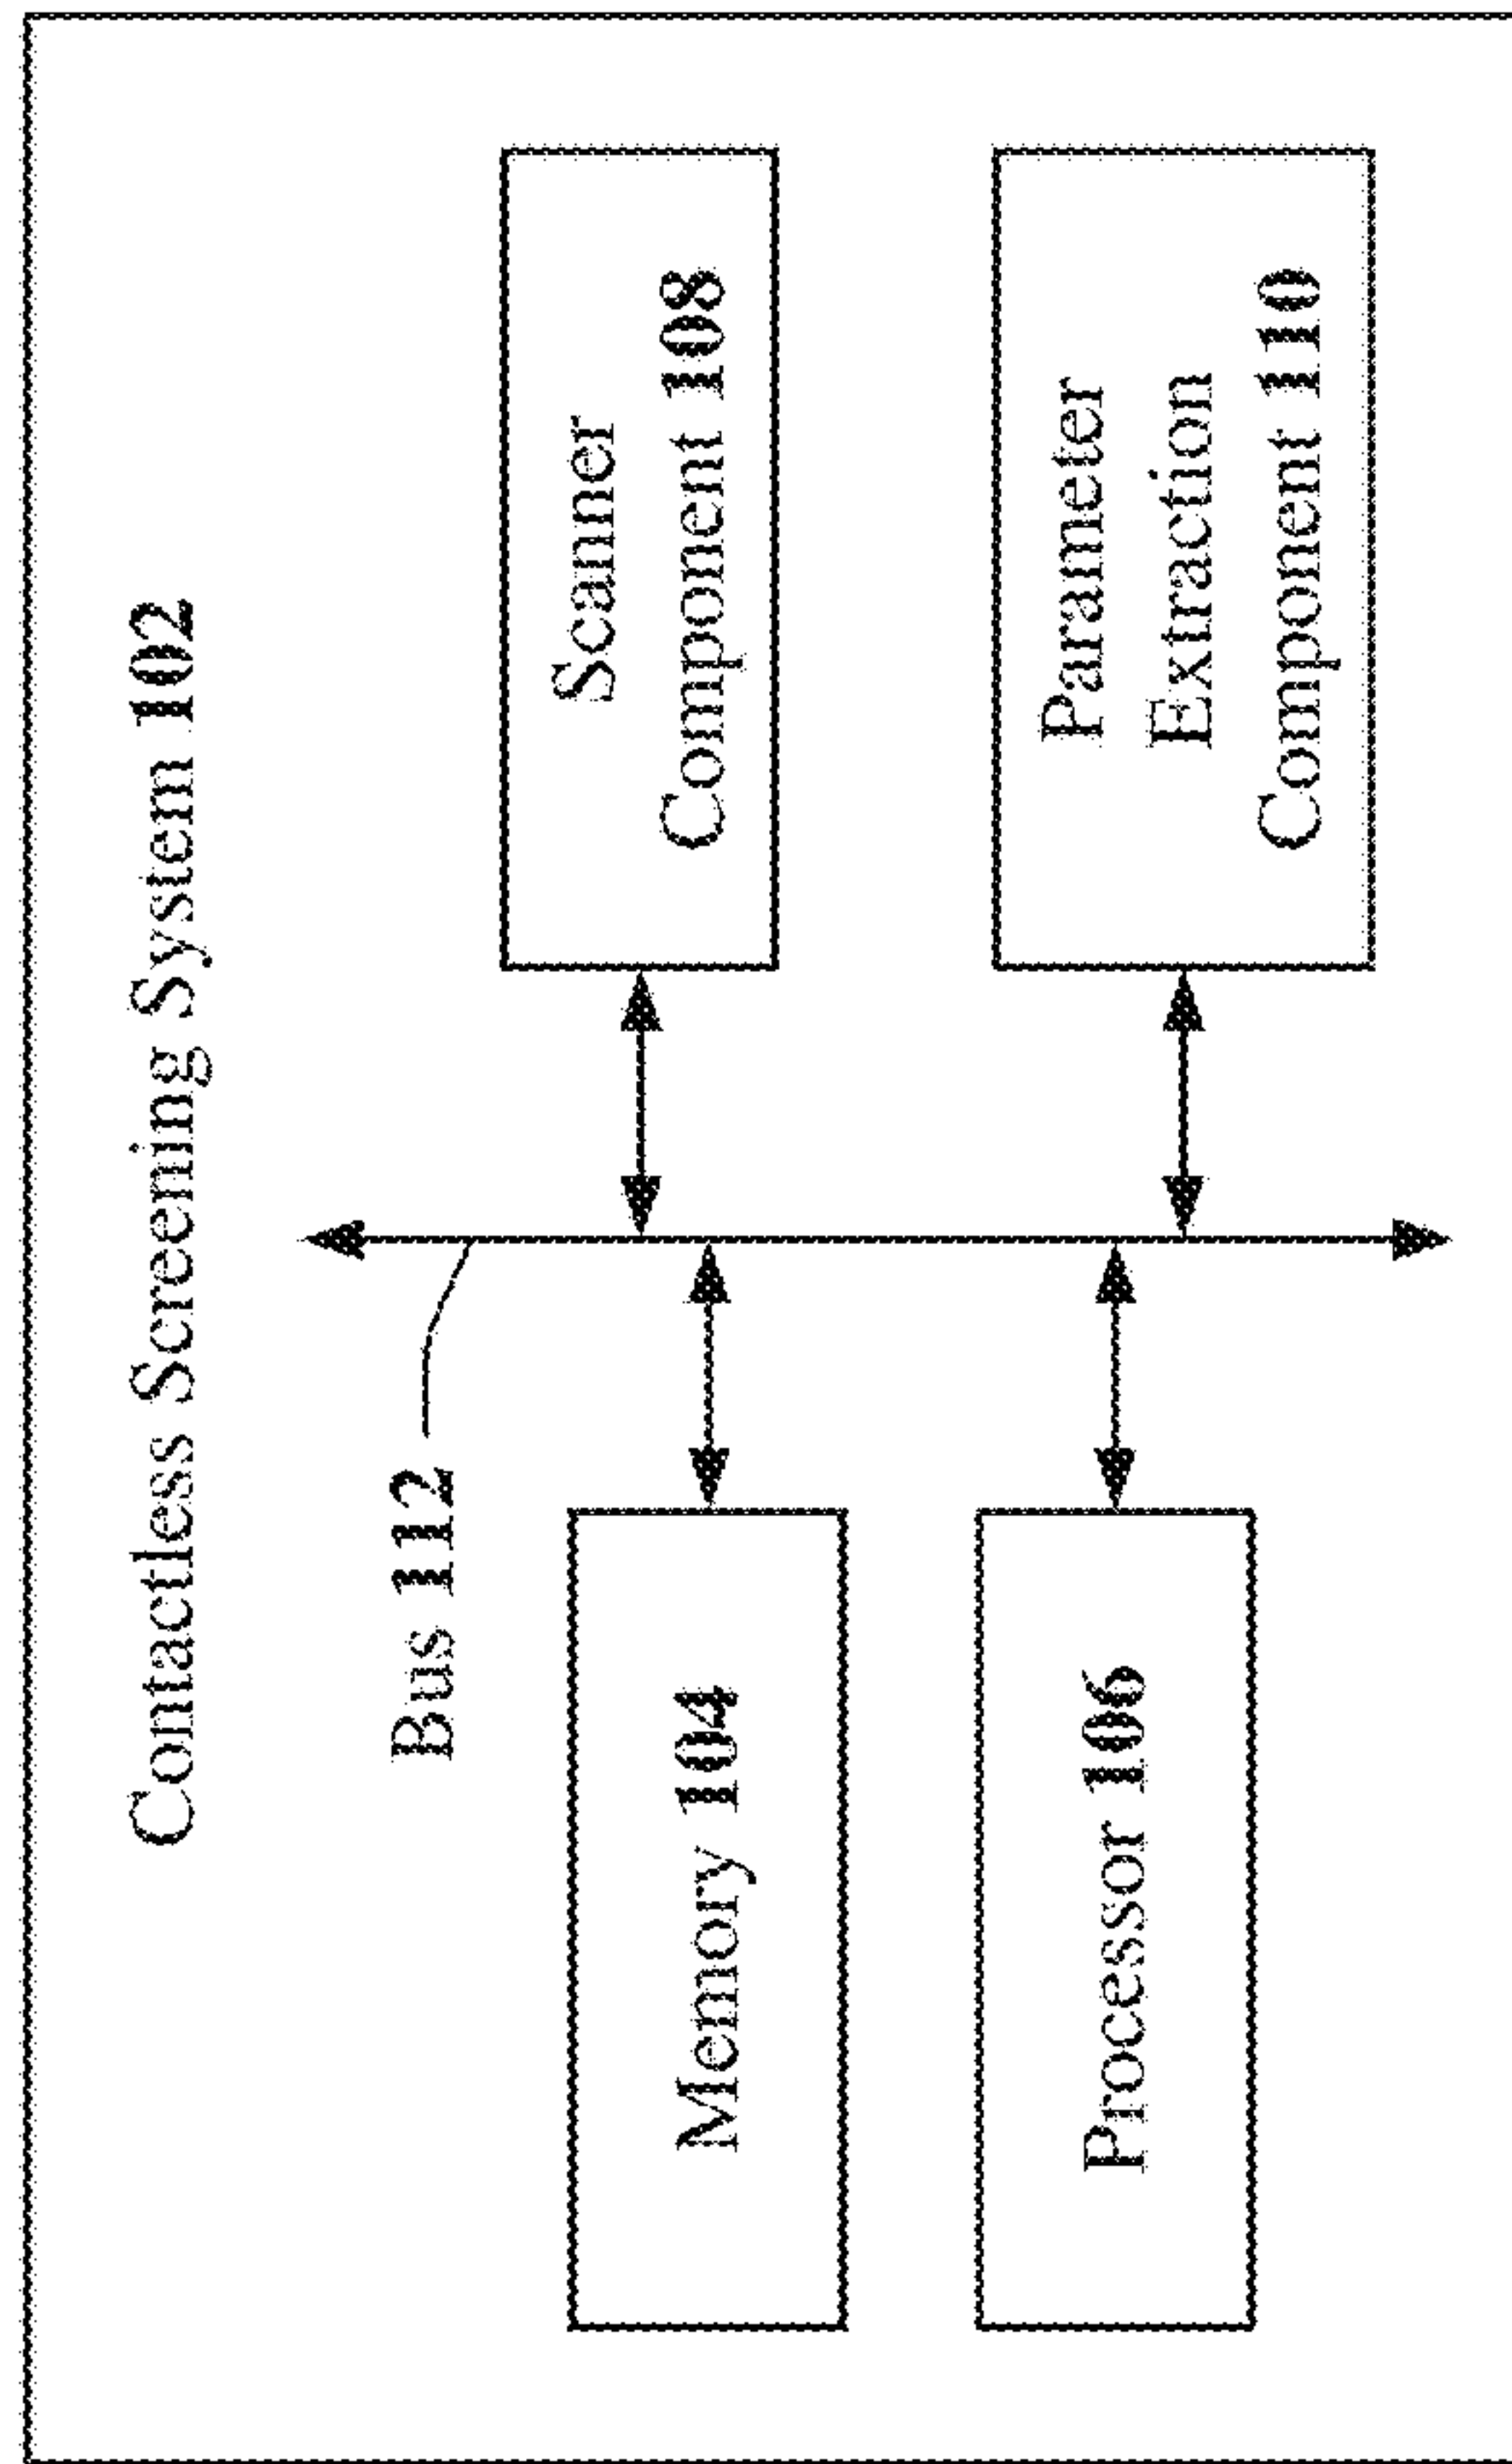 Contactless Screening System 102
Bus 112
Memory 104
Scanner
Component 108
Processor 106
Parameter
Extraction
Component 110